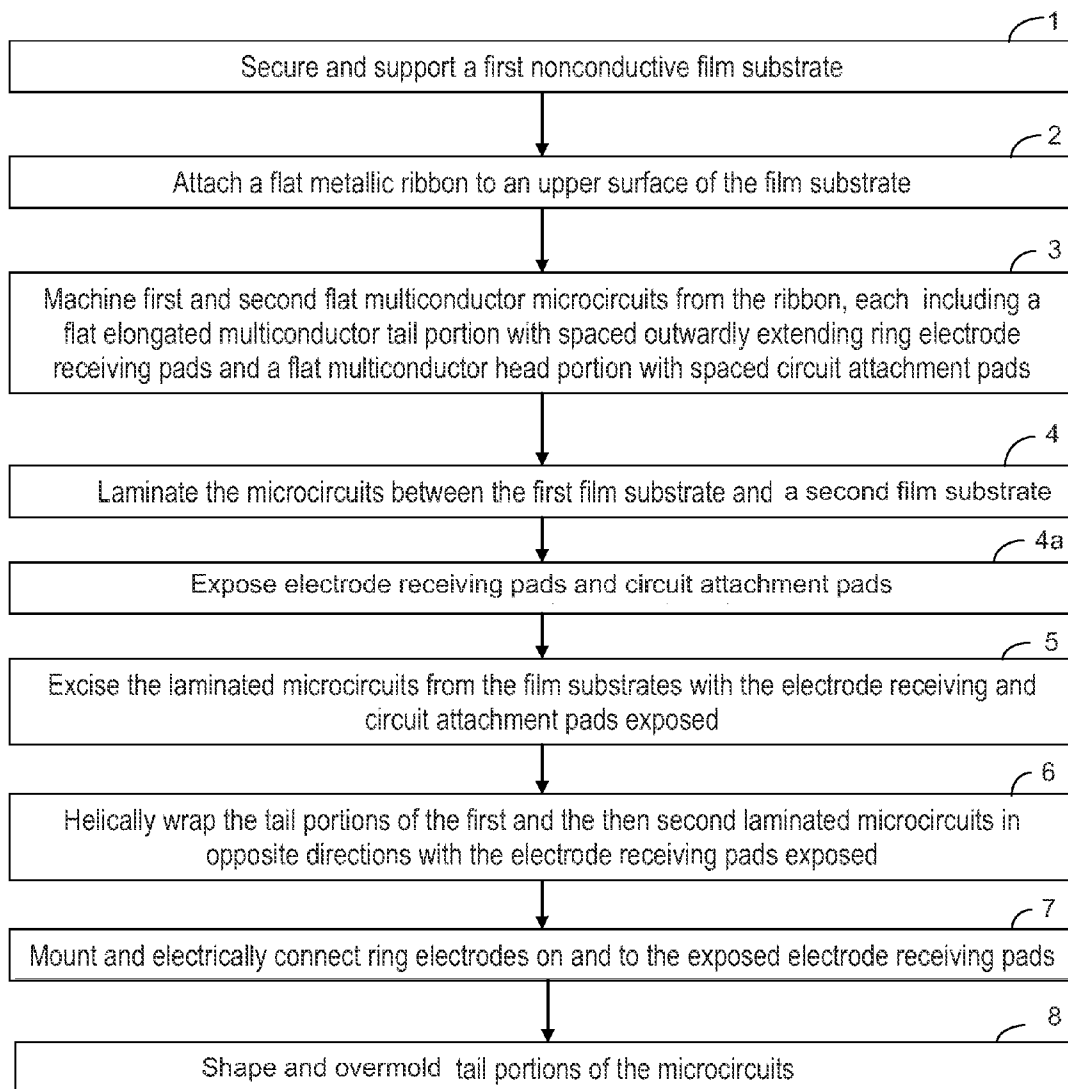 1
Secure and support a first nonconductive film substrate
2
Attach a flat metallic ribbon to an upper surface of the film substrate
3
Machine first and second flat multiconductor microcircuits from the ribbon, each including a
flat elongated multiconductor tail portion with spaced outwardly extending ring electrode
receiving pads and a flat multiconductor head portion with spaced circuit attachment pads
4
Laminate the microcircuits between the first film substrate and a second film substrate
4a
Expose electrode receiving pads and circuit attachment pads
5
Excise the laminated microcircuits from the film substrates with the electrode receiving and
circuit attachment pads exposed
6
Helically wrap the tail portions of the first and the then second laminated microcircuits in
opposite directions with the electrode receiving pads exposed
7
Mount and electrically connect ring electrodes on and to the exposed electrode receiving pads
8
Shape and overmold tail portions of the microcircuits